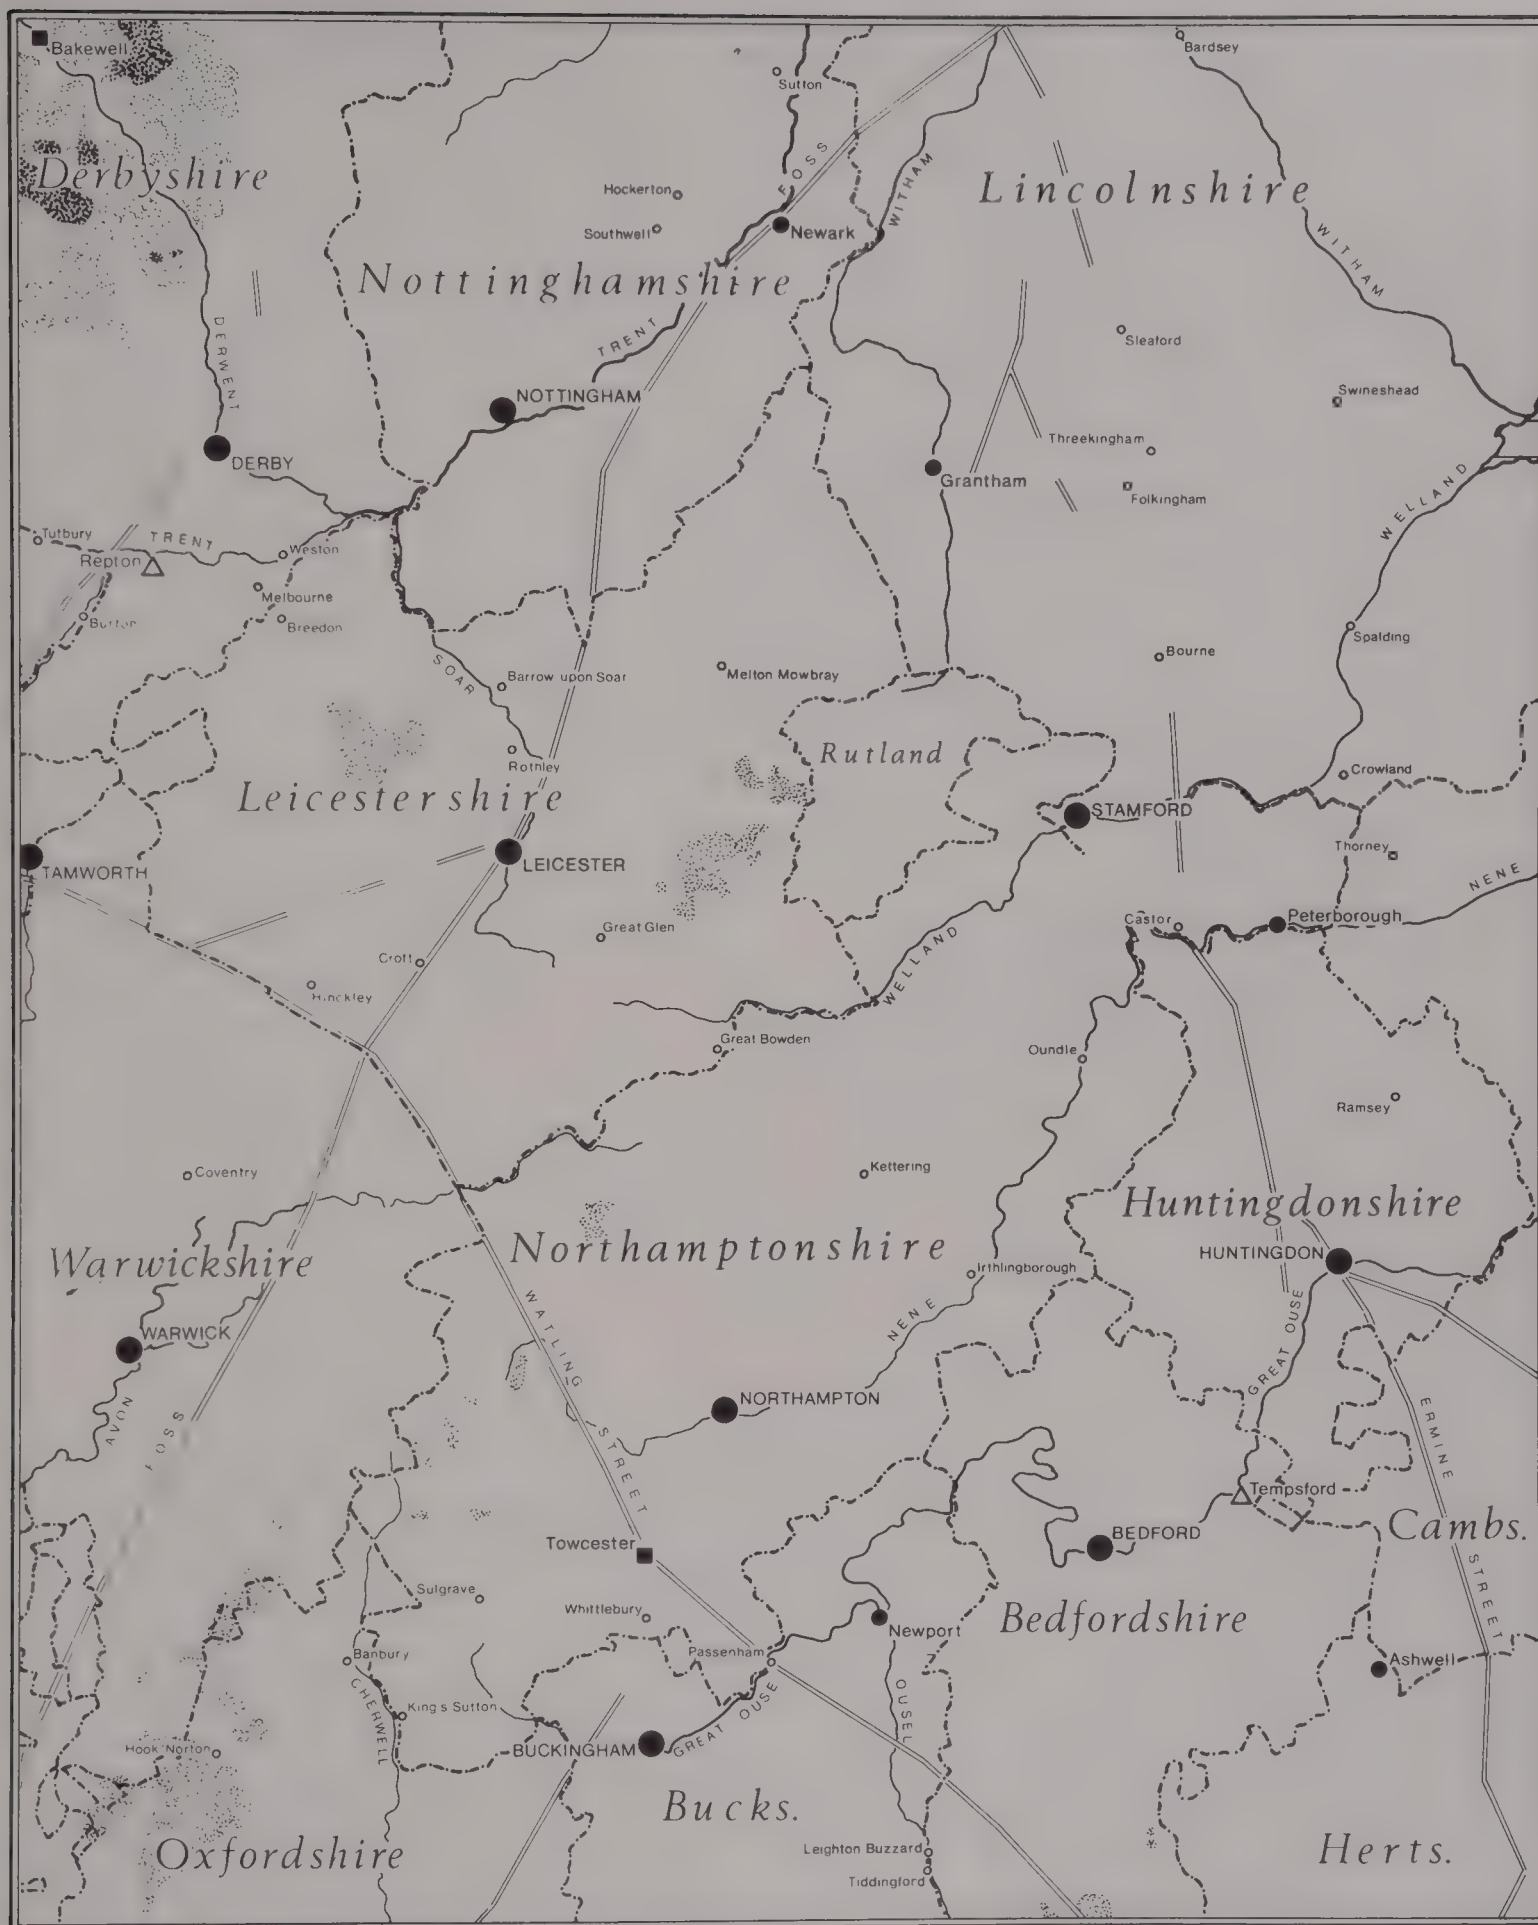 Bakewell
Bardsey
Sutton
Derbyshire
FOSS
WITHAM
Lincolnshire
Hockerton
Southwell
Newark
WITHAM
Nottinghamshire
DERWENT
TRENT
Sleaford
Swineshead
NOTTINGHAM
DERBY
Threekingham
Grantham
Folkingham
WELLAND
Tutbury
TRENT
Repton
Weston
Melbourne
Burton
Breedon
Spalding
SOAR
Barrow upon Soar
Melton Mowbray
Bourne
Rutland
Rothley
Crowland
Leicestershire
STAMFORD
LEICESTER
TAMWORTH
Thorney
NENE
Castor
Peterborough
Great Glen
WELLAND
Croft
Hinckley
Great Bowden
Oundle
Ramsey
Coventry
Kettering
Huntingdonshire
Northamptonshire
Warwickshire
HUNTINGDON
Irthlingborough
WATLING
NENE
GREAT OUSE
WARWICK
NORTHAMPTON
AVON
FOSS
STREET
ERMINE
Tempsford
Towcester
BEDFORD
Cambs.
Sulgrave
Whittlebury
STREET
Newport
Bedfordshire
Banbury
Passenham
Ashwell
CHERWELL
King's Sutton
OUSEL
Hook Norton
BUCKINGHAM
GREAT OUSE
Bucks.
Oxfordshire
Leighton Buzzard
Herts.
Tiddingford